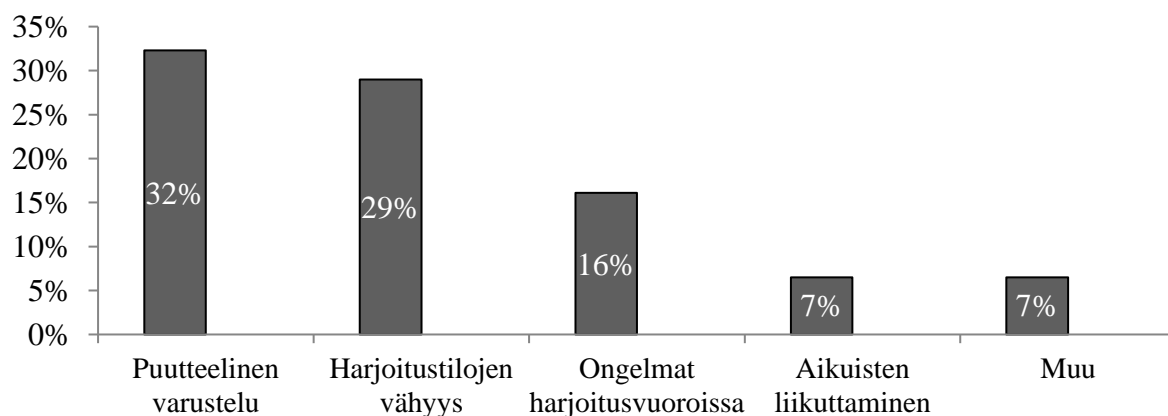 35%
30%
25%
20%
15%
10%
5%
0%
32%
29%
16%
7%
7%
Puutteelinen
varustelu
Harjoitustilojen
vähyys
Ongelmat
harjoitusvuoroissa
Aikuisten
liikuttaminen
Muu